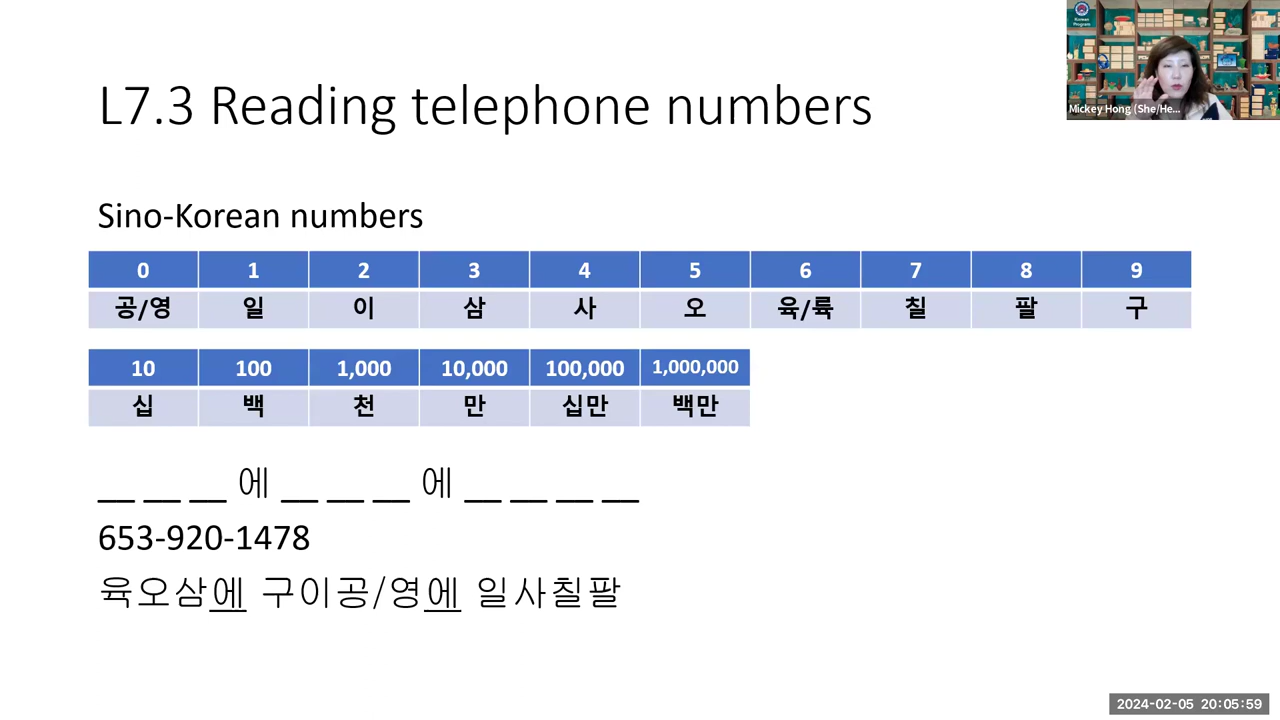 L7.3 Reading telephone numbers
Korean
Program
Mickey Hong (She/He...
Sino-Korean numbers
0 1 2 3 4 5 6 7 8 9
공/영 일 이 삼 사 오 육/륙 칠 팔 구
10 100 1,000 10,000 100,000 1,000,000
십 백 천 만 십만 백만
__ __ __ 에 __ __ __ 에 __ __ __ __
653-920-1478
육오삼에 구이공/영에 일사칠팔
2024-02-05 20:05:59